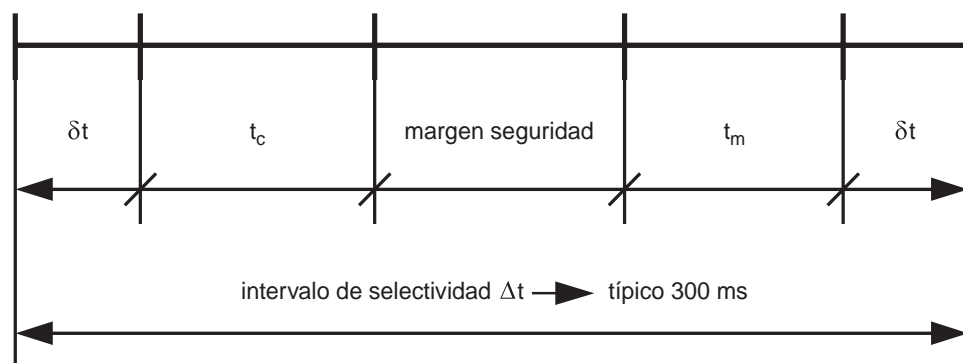 δt t_c margen seguridad t_m δt
intervalo de selectividad Δt típico 300 ms